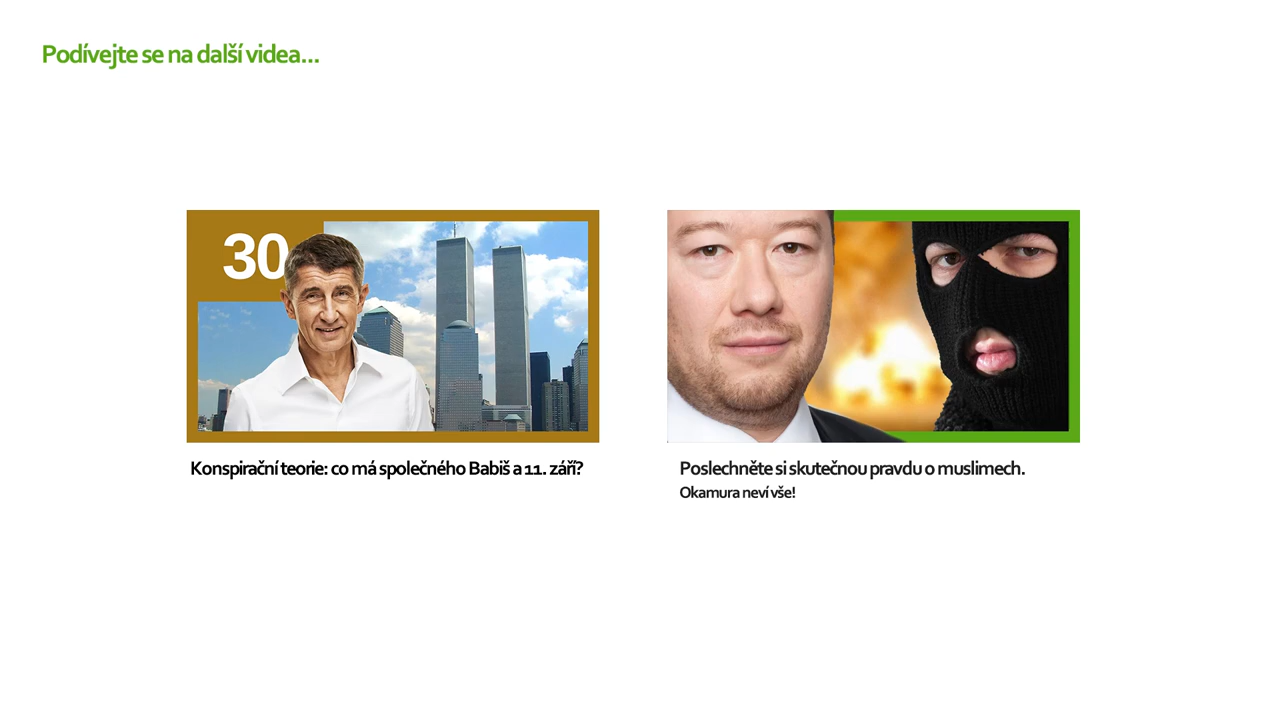 Podívejte se na další videa...
30
Konspirační teorie: co má společného Babiš a 11. září?
Poslechněte si skutečnou pravdu o muslimech.
Okamura neví vše!